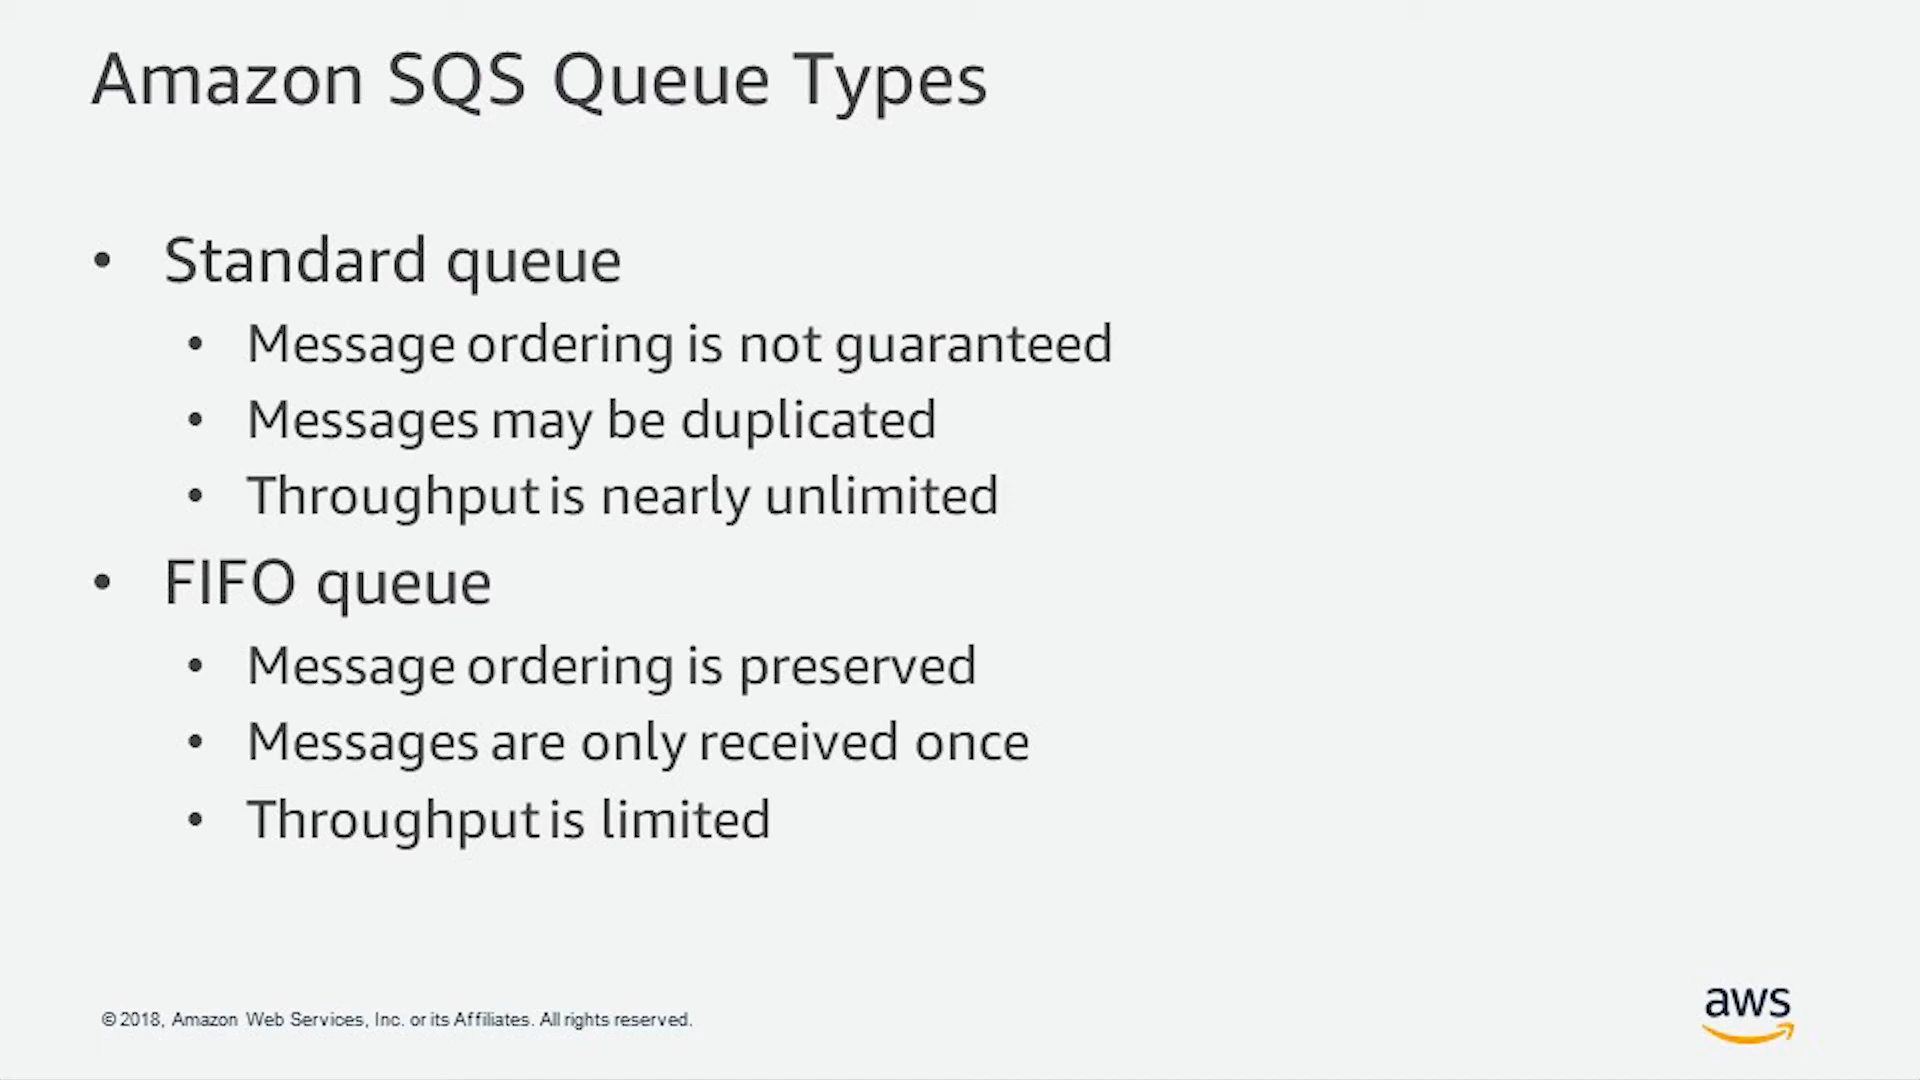 Amazon SQS Queue Types
• Standard queue
• Message ordering is not guaranteed
• Messages may be duplicated
• Throughput is nearly unlimited
• FIFO queue
• Message ordering is preserved
• Messages are only received once
• Throughput is limited
© 2018, Amazon Web Services, Inc. or its Affiliates. All rights reserved.
aws